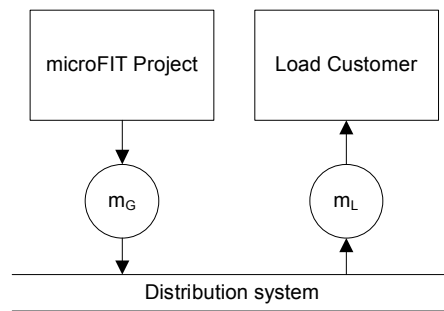 microFIT Project
Load Customer
mG
mL
Distribution system